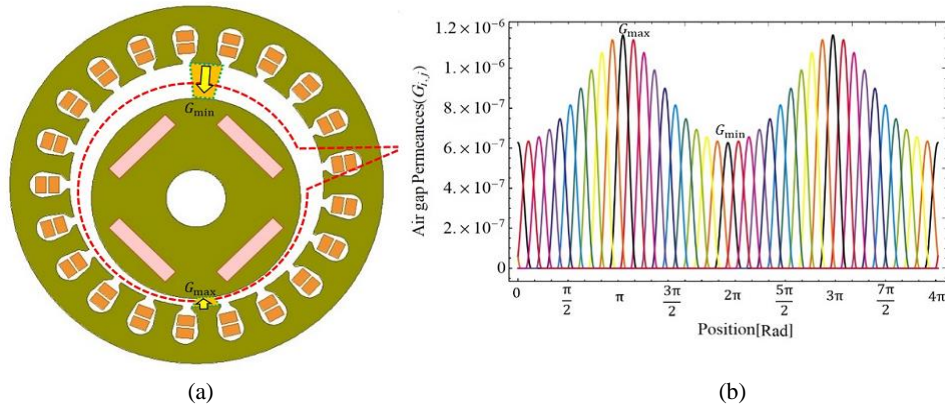 G_min
G_max
(a)
Air gap Permeances(G_{i,j})
1.2×10⁻⁶
1.×10⁻⁶
8.×10⁻⁷
6.×10⁻⁷
4.×10⁻⁷
2.×10⁻⁷
0
G_max
G_min
0 π/2 π 3π/2 2π 5π/2 3π 7π/2 4π
Position[Rad]
(b)